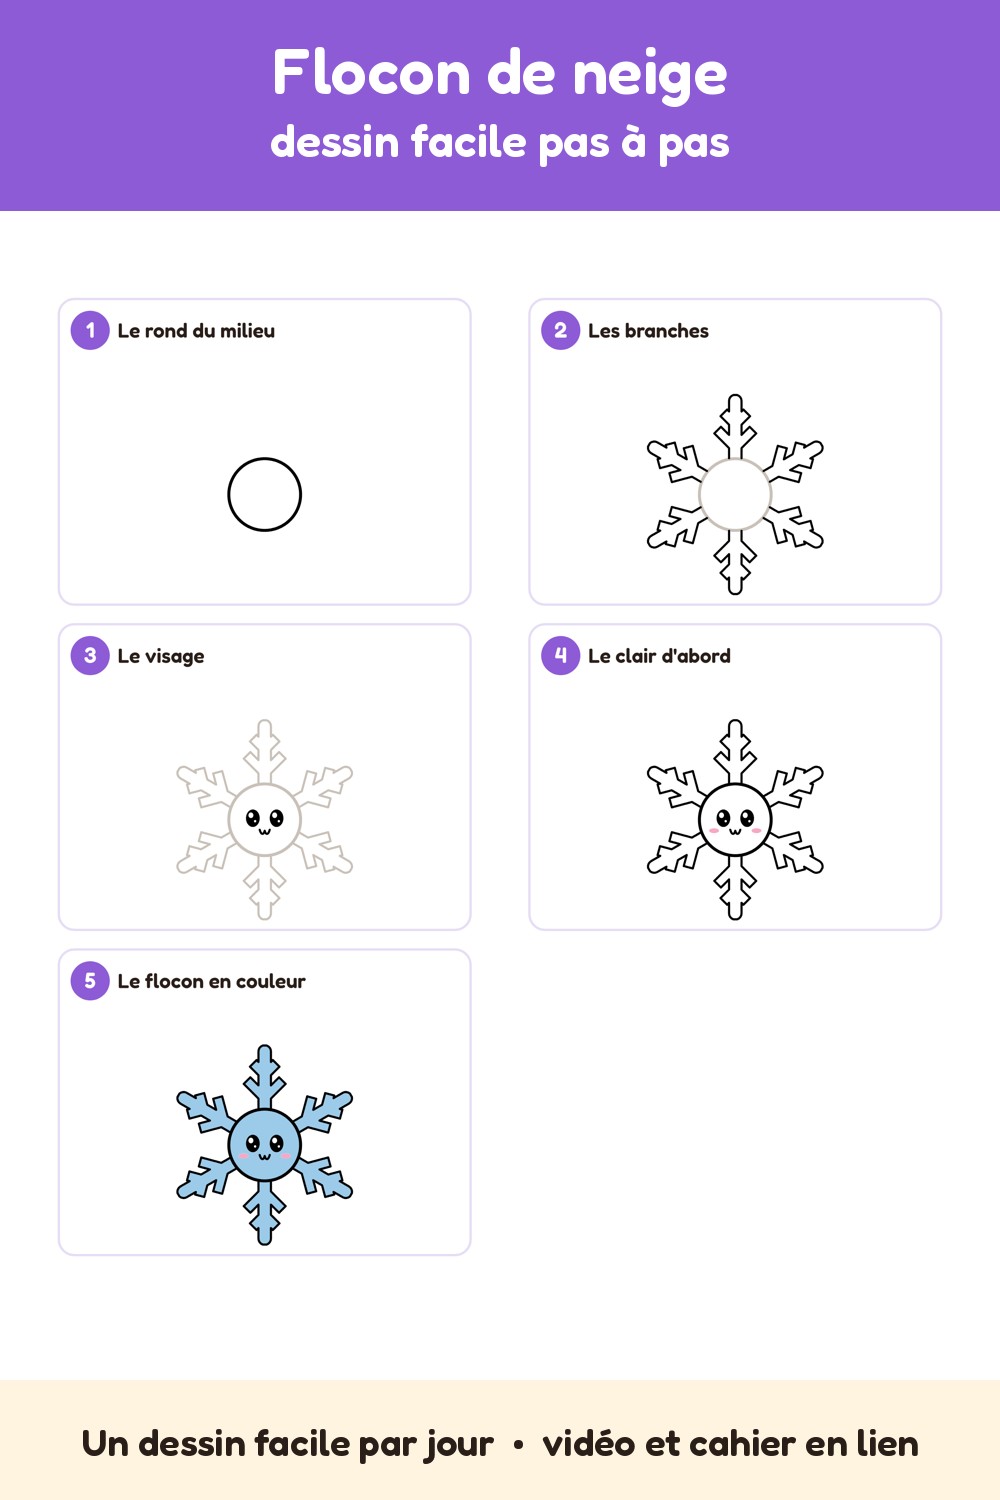 Flocon de neige
dessin facile pas à pas
1 Le rond du milieu
2 Les branches
3 Le visage
4 Le clair d'abord
5 Le flocon en couleur
Un dessin facile par jour • vidéo et cahier en lien